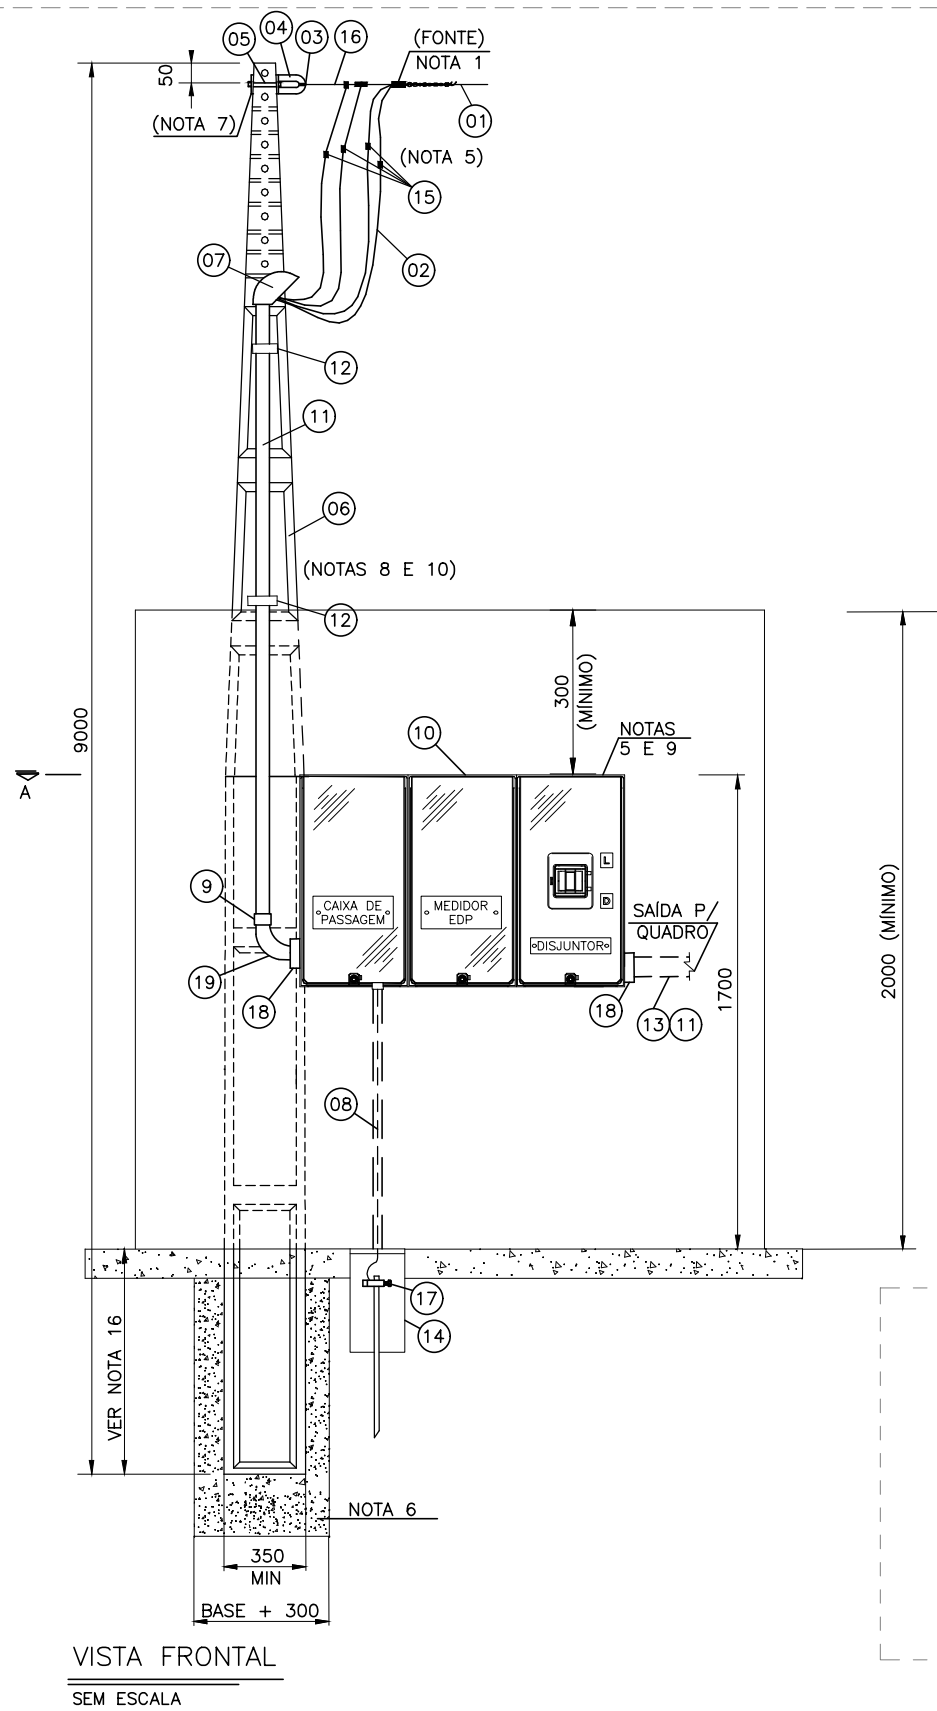 05
04
03
16
(FONTE)
NOTA 1
50
01
(NOTA 7)
(NOTA 5)
15
07
02
12
11
06
(NOTAS 8 E 10)
12
300
(MÍNIMO)
9000
10
NOTAS
5 E 9
A
L
D
9
CAIXA DE
PASSAGEM
MEDIDOR
EDP
DISJUNTOR
SAÍDA P/
QUADRO
2000 (MÍNIMO)
19
18
18
13
11
1700
08
17
14
VER NOTA 16
NOTA 6
350
MIN
BASE + 300
VISTA FRONTAL
SEM ESCALA